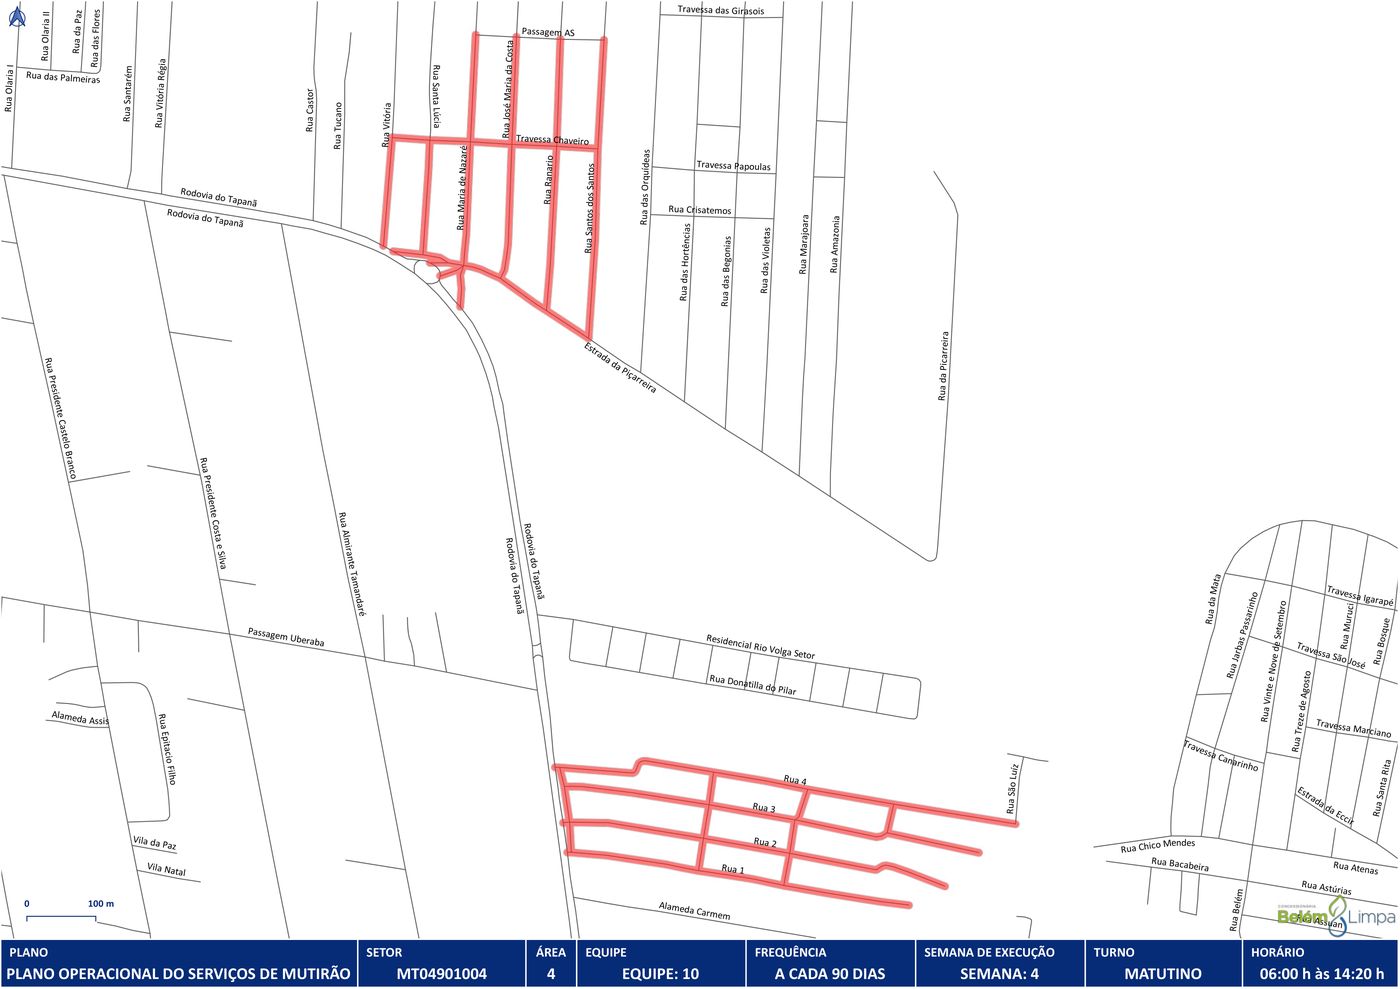 Travessa das Girasois
Passagem AS
Rua Olaria I
Rua Olaria II
Rua da Paz
Rua das Flores
Rua das Palmeiras
Rua Santarém
Rua Vitória Régia
Rua Castor
Rua Tucano
Rua Vitória
Rua Santa Lúcia
Rua José Maria da Costa
Travessa Chaveiro
Rua Maria de Nazaré
Rua Ranario
Rua Santos dos Santos
Rua das Orquídeas
Travessa Papoulas
Rua Crisatemos
Rua das Hortências
Rua das Begonias
Rua das Violetas
Rua Marajoara
Rua Amazonia
Rodovia do Tapanã
Rodovia do Tapanã
Estrada da Piçarreira
Rua da Picarreira
Rua Presidente Castelo Branco
Rua Presidente Costa e Silva
Rua Almirante Tamandaré
Rodovia do Tapanã
Rodovia do Tapanã
Passagem Uberaba
Residencial Rio Volga Setor
Rua Donatilla do Pilar
Alameda Assis
Rua Epitacio Filho
Vila da Paz
Vila Natal
Rua 4
Rua 3
Rua 2
Rua 1
Alameda Carmem
Rua São Luiz
Rua da Mata
Rua Jarbas Passarinho
Rua Vinte e Nove de Setembro
Rua Treze de Agosto
Travessa Igarapé
Rua Muruci
Rua Bosque
Travessa São José
Travessa Marciano
Travessa Canarinho
Rua Santa Rita
Estrada da Eccir
Rua Chico Mendes
Rua Bacabeira
Rua Atenas
Rua Astúrias
Rua Assuan
Rua Belém
CONCESSIONÁRIA
Belém Limpa
0 100 m
PLANO
PLANO OPERACIONAL DO SERVIÇOS DE MUTIRÃO
SETOR
MT04901004
ÁREA
4
EQUIPE
EQUIPE: 10
FREQUÊNCIA
A CADA 90 DIAS
SEMANA DE EXECUÇÃO
SEMANA: 4
TURNO
MATUTINO
HORÁRIO
06:00 h às 14:20 h